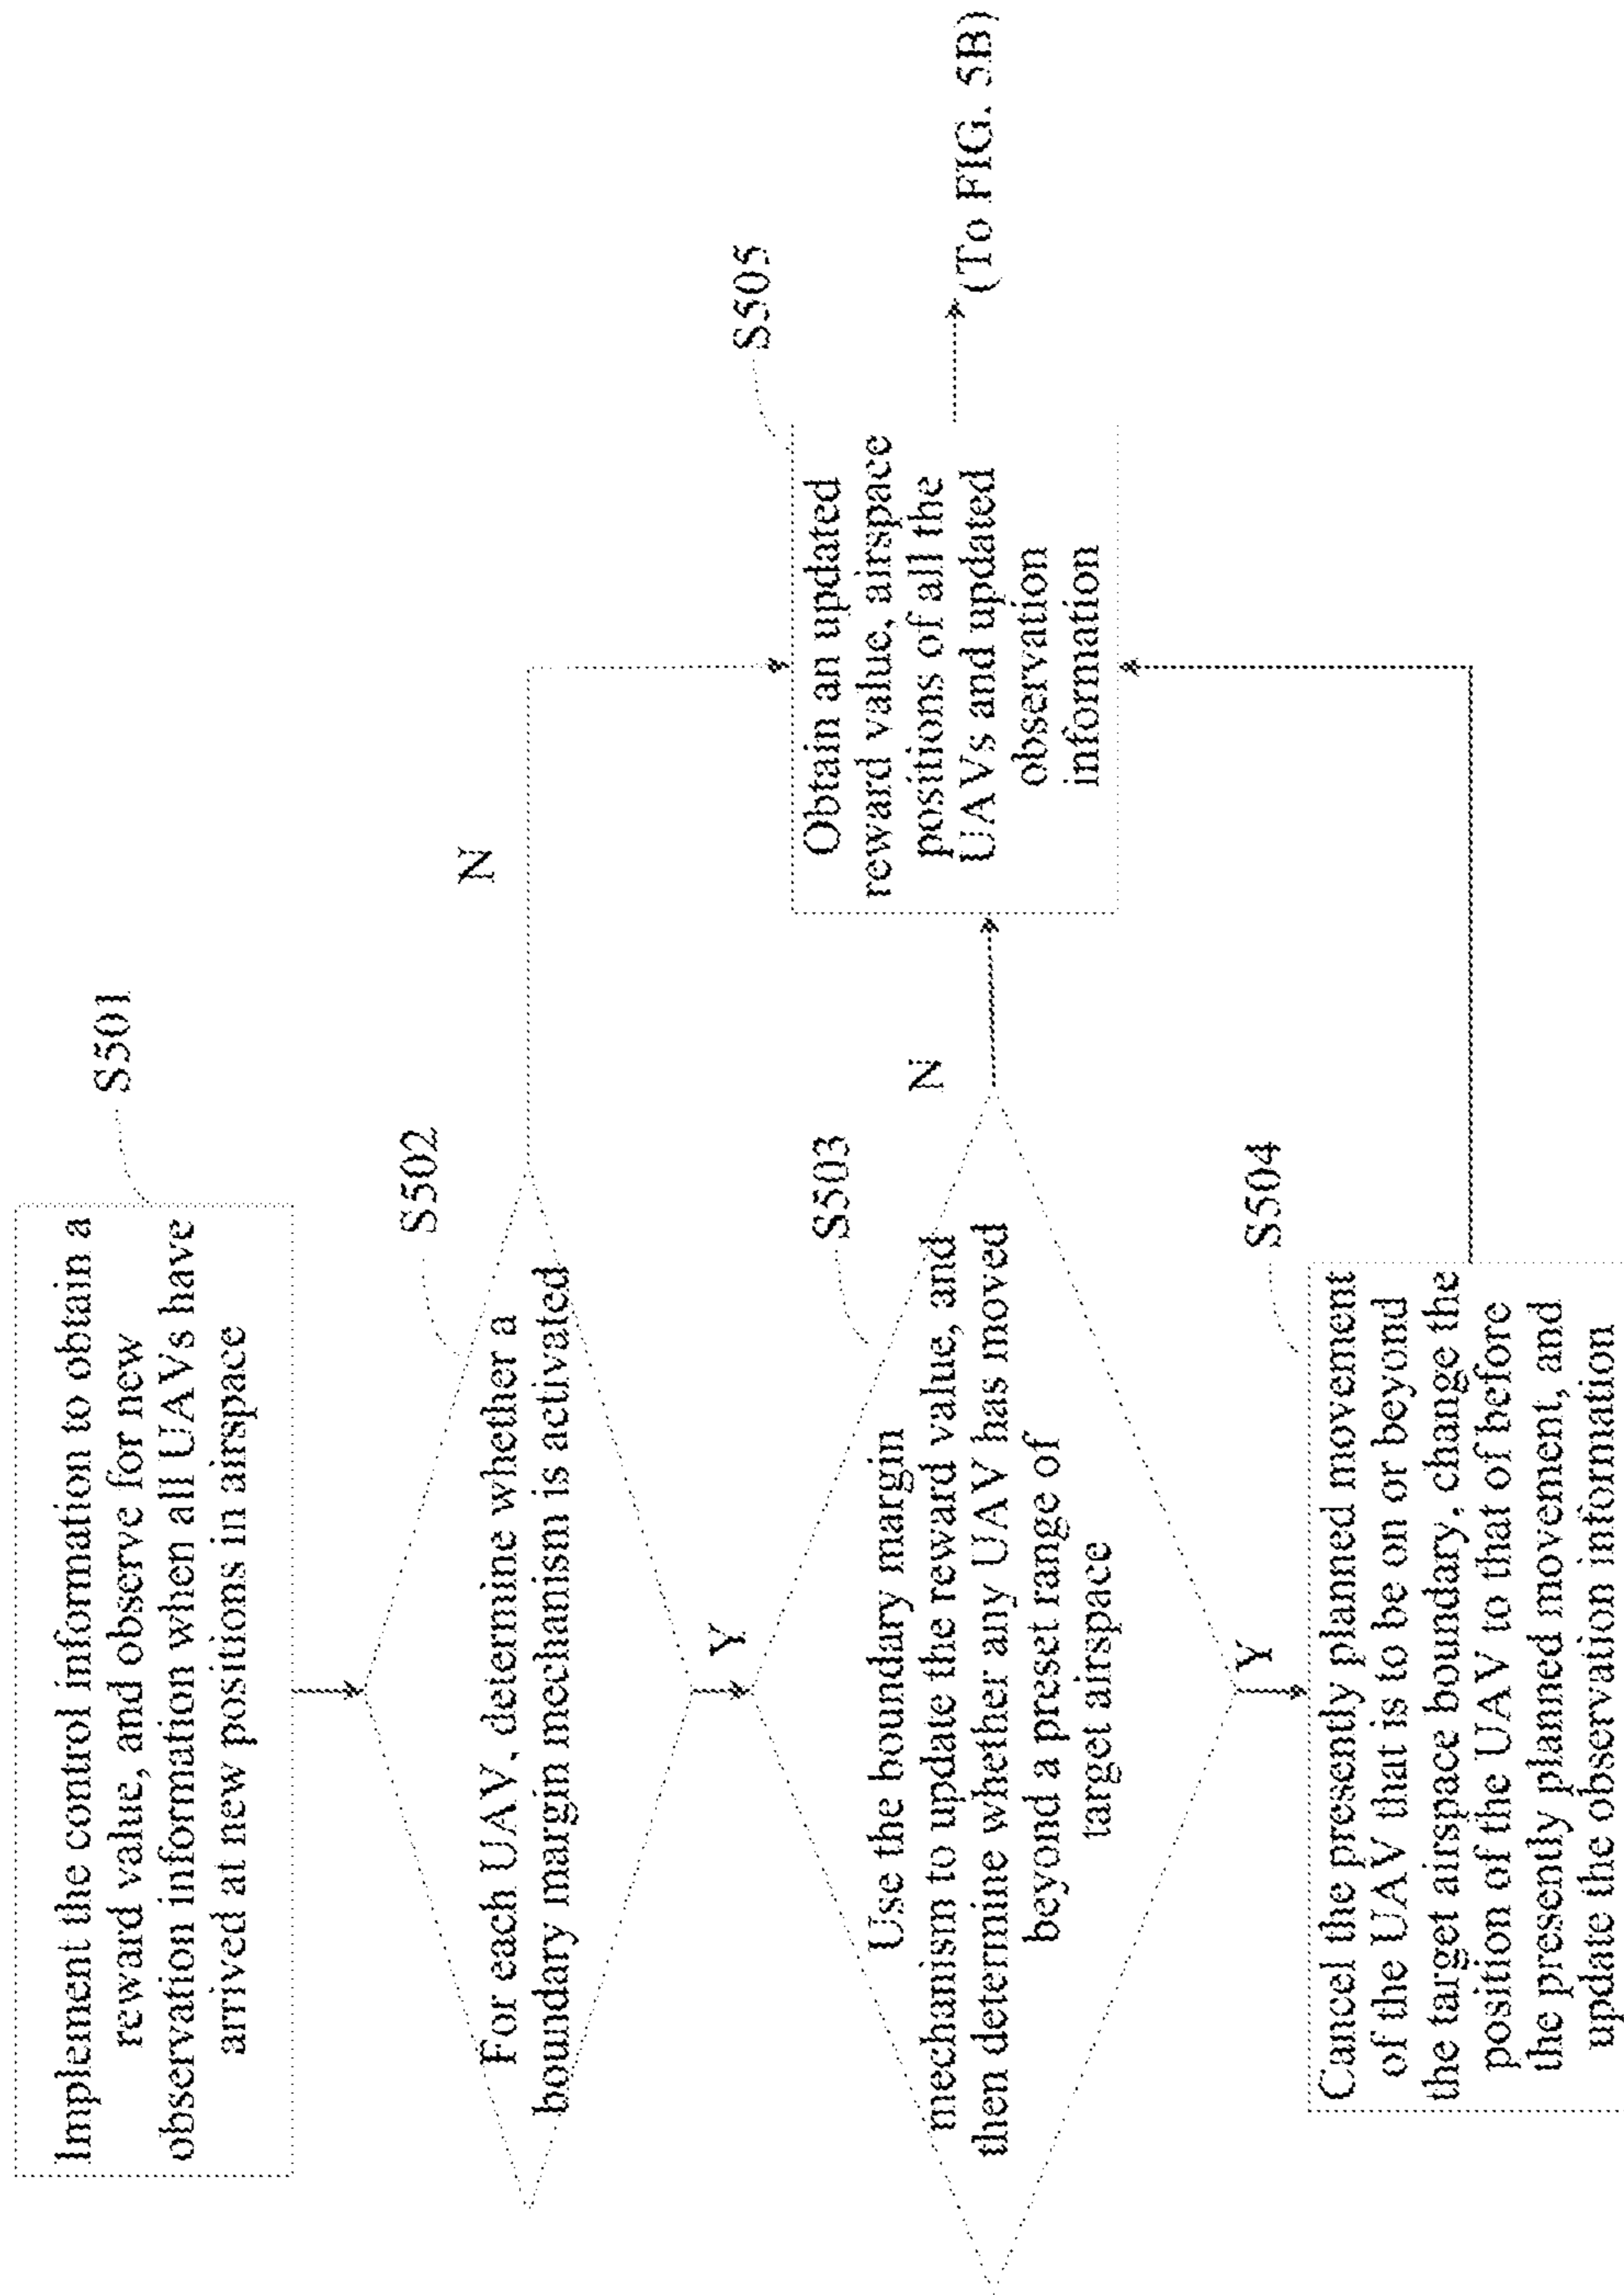 Implement the control information to obtain a
reward value, and observe for new
observation information when all UAVs have
arrived at new positions in airspace
S501
For each UAV, determine whether a
boundary margin mechanism is activated
S502
N
Y
Use the boundary margin
mechanism to update the reward value, and
then determine whether any UAV has moved
beyond a preset range of
target airspace
S503
N
Y
Cancel the presently planned movement
of the UAV that is to be on or beyond
the target airspace boundary, change the
position of the UAV to that of before
the presently planned movement, and
update the observation information
S504
Obtain an updated
reward value, airspace
positions of all the
UAVs and updated
observation
information
S505
(To FIG. 5B)